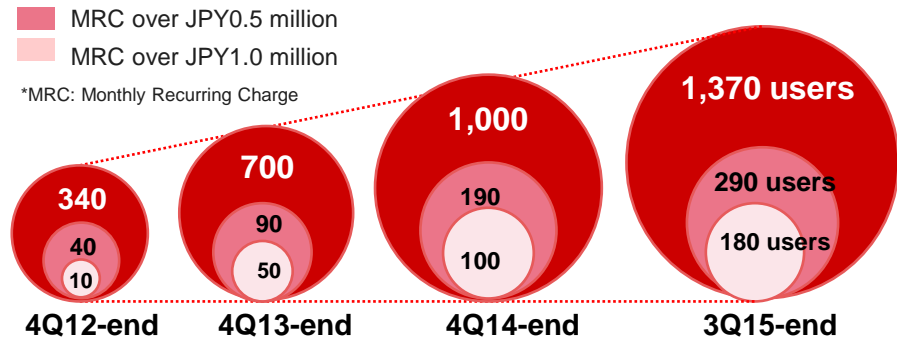 MRC over JPY0.5 million
MRC over JPY1.0 million
*MRC: Monthly Recurring Charge
340
40
10
4Q12-end
700
90
50
4Q13-end
1,000
190
100
4Q14-end
1,370 users
290 users
180 users
3Q15-end